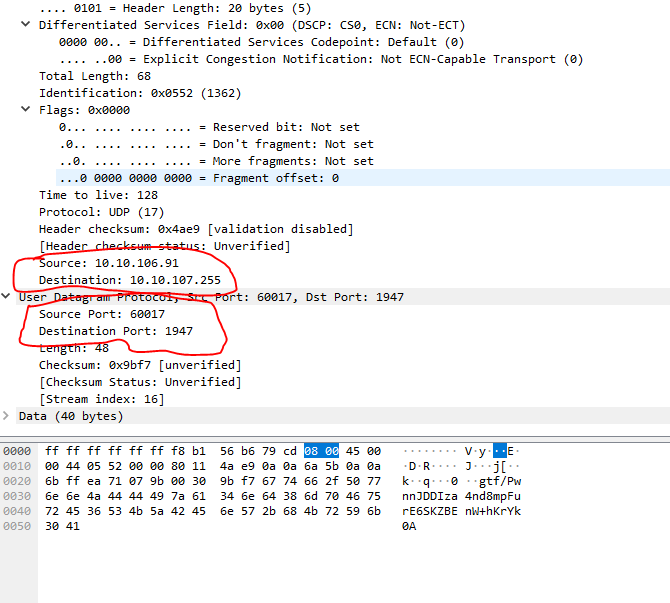 .... 0101 = Header Length: 20 bytes (5)
Differentiated Services Field: 0x00 (DSCP: CS0, ECN: Not-ECT)
0000 00.. = Differentiated Services Codepoint: Default (0)
.... ..00 = Explicit Congestion Notification: Not ECN-Capable Transport (0)
Total Length: 68
Identification: 0x0552 (1362)
Flags: 0x0000
0... .... .... .... = Reserved bit: Not set
.0.. .... .... .... = Don't fragment: Not set
..0. .... .... .... = More fragments: Not set
...0 0000 0000 0000 = Fragment offset: 0
Time to live: 128
Protocol: UDP (17)
Header checksum: 0x4ae9 [validation disabled]
[Header checksum status: Unverified]
Source: 10.10.106.91
Destination: 10.10.107.255
User Datagram Protocol, Src Port: 60017, Dst Port: 1947
Source Port: 60017
Destination Port: 1947
Length: 48
Checksum: 0x9bf7 [unverified]
[Checksum Status: Unverified]
[Stream index: 16]
Data (40 bytes)
0000 ff ff ff ff ff ff f8 b1 56 b6 79 cd 08 00 45 00 ········ V·y···E·
0010 00 44 05 52 00 00 80 11 4a e9 0a 0a 6a 5b 0a 0a ·D·R···· J···j[··
0020 6b ff ea 71 07 9b 00 30 9b f7 67 74 66 2f 50 77 k··q···0 ··gtf/Pw
0030 6e 6e 4a 44 44 49 7a 61 34 6e 64 38 6d 70 46 75 nnJDDIza 4nd8mpFu
0040 72 45 36 53 4b 5a 42 45 6e 57 2b 68 4b 72 59 6b rE6SKZBE nW+hKrYk
0050 30 41 0A